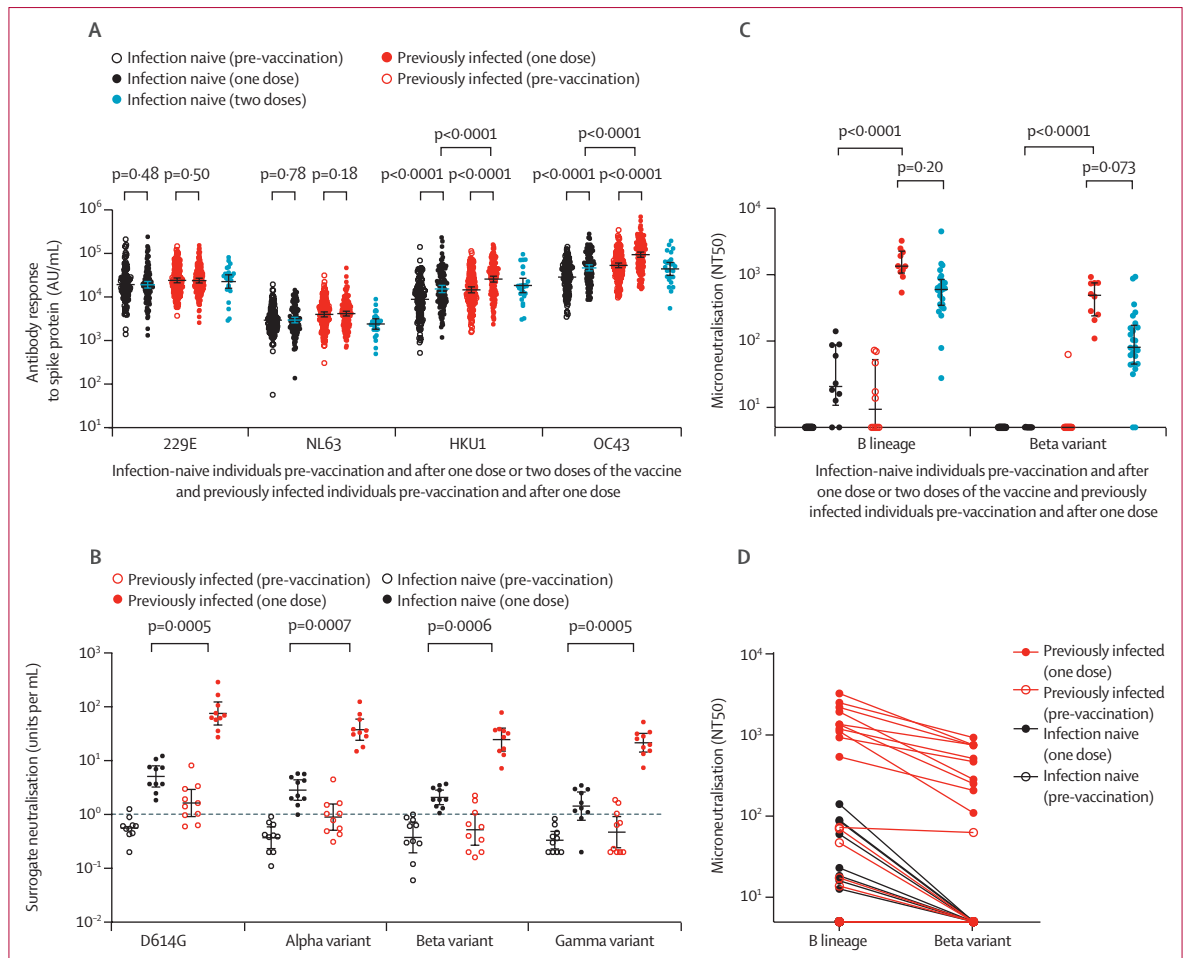 A
Infection naive (pre-vaccination)
Infection naive (one dose)
Infection naive (two doses)
Previously infected (one dose)
Previously infected (pre-vaccination)
p<0·0001 p<0·0001
p=0·48 p=0·50 p=0·78 p=0·18 p<0·0001 p<0·0001 p<0·0001 p<0·0001
Antibody response
to spike protein (AU/mL)
10⁶
10⁵
10⁴
10³
10²
10¹
229E NL63 HKU1 OC43
Infection-naive individuals pre-vaccination and after one dose or two doses of the vaccine
and previously infected individuals pre-vaccination and after one dose
C
p<0·0001 p<0·0001
p=0·20 p=0·073
Microneutralisation (NT50)
10⁴
10³
10²
10¹
B lineage Beta variant
Infection-naive individuals pre-vaccination and after
one dose or two doses of the vaccine and previously
infected individuals pre-vaccination and after one dose
B
Previously infected (pre-vaccination)
Previously infected (one dose)
Infection naive (pre-vaccination)
Infection naive (one dose)
p=0·0005 p=0·0007 p=0·0006 p=0·0005
Surrogate neutralisation (units per mL)
10³
10²
10¹
10⁰
10⁻¹
10⁻²
D614G Alpha variant Beta variant Gamma variant
D
Microneutralisation (NT50)
10⁴
10³
10²
10¹
B lineage Beta variant
Previously infected
(one dose)
Previously infected
(pre-vaccination)
Infection naive
(one dose)
Infection naive
(pre-vaccination)